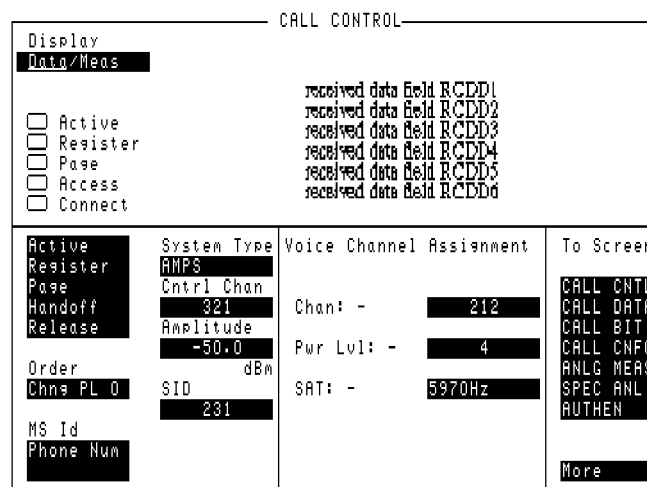 CALL CONTROL
Display
Data/Meas
received data field RCDD1
received data field RCDD2
received data field RCDD3
received data field RCDD4
received data field RCDD5
received data field RCDD6
Active
Register
Page
Access
Connect
Active
Register
Page
Handoff
Release
Order
Chng PL 0
MS Id
Phone Num
System Type
AMPS
Cntrl Chan
321
Amplitude
-50.0
dBm
SID
231
Voice Channel Assignment
Chan: - 212
Pwr Lvl: - 4
SAT: - 5970Hz
To Screen
CALL CNTL
CALL DATA
CALL BIT
CALL CNFG
ANLG MEAS
SPEC ANL
AUTHEN
More